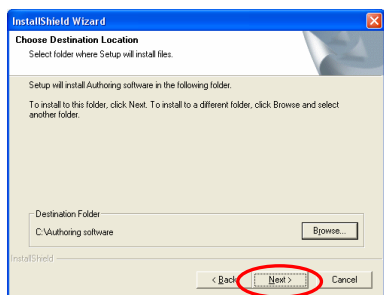 InstallShield Wizard
Choose Destination Location
Select folder where Setup will install files.
Setup will install Authoring software in the following folder.
To install to this folder, click Next. To install to a different folder, click Browse and select
another folder.
Destination Folder
C:\Authoring software
Browse...
InstallShield
< Back
Next >
Cancel